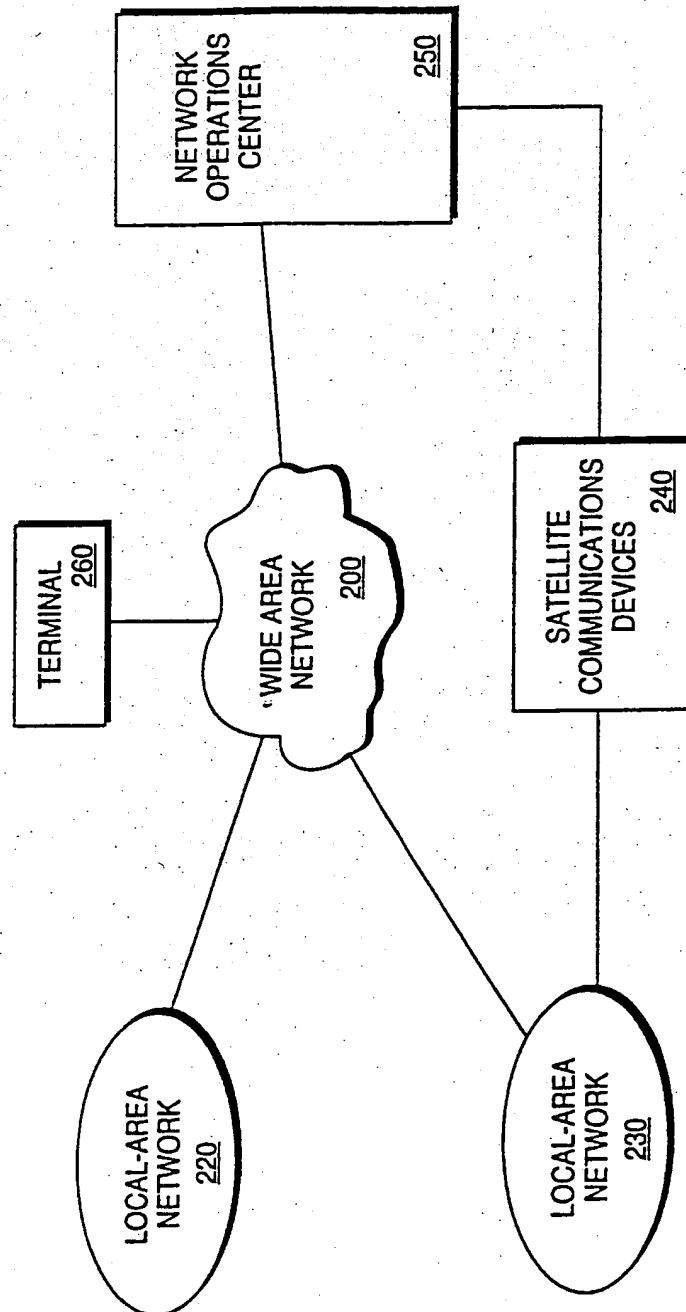 TERMINAL
260
LOCAL-AREA
NETWORK
220
WIDE AREA
NETWORK
200
NETWORK
OPERATIONS
CENTER
250
LOCAL-AREA
NETWORK
230
SATELLITE
COMMUNICATIONS
DEVICES
240